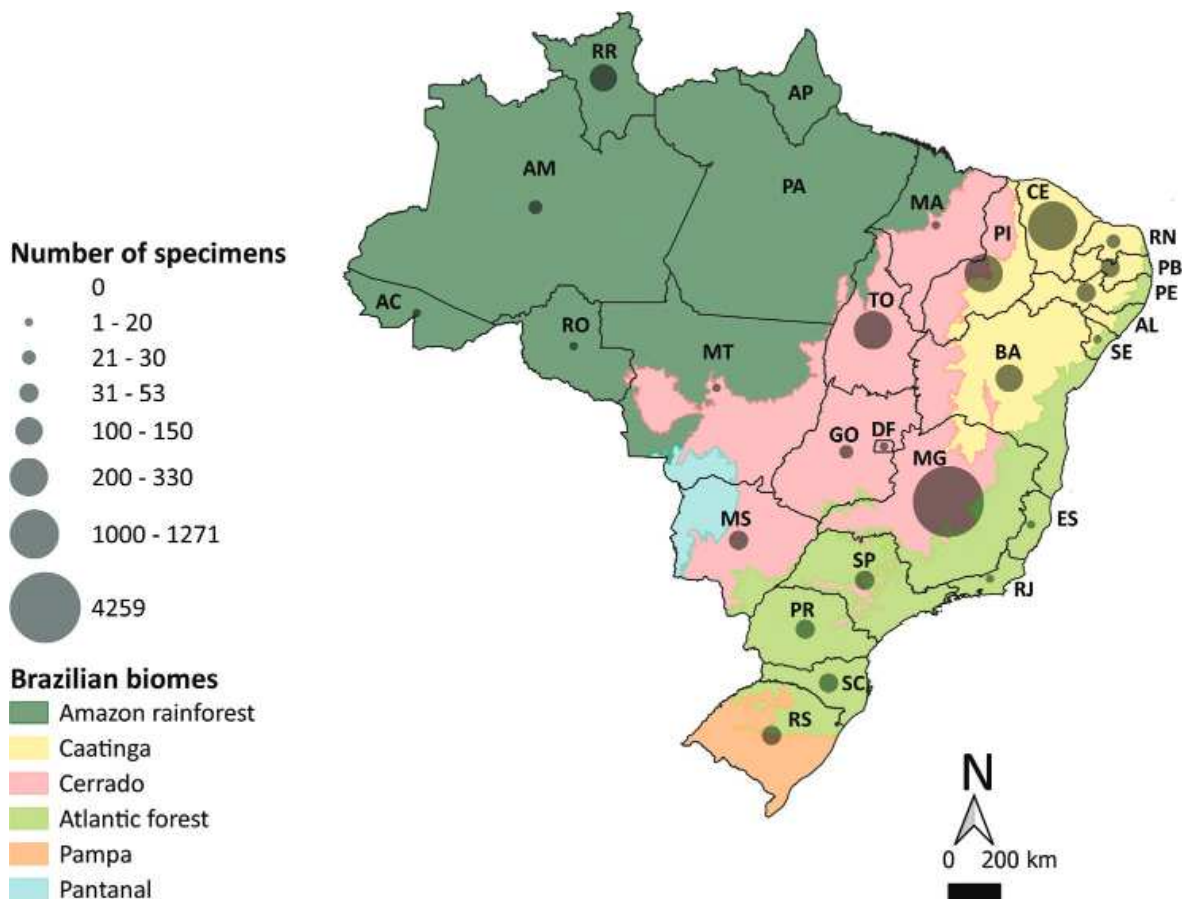 RR
AP
AM
PA
MA
CE
RN
PB
PE
AL
SE
PI
TO
BA
AC
RO
MT
GO
DF
MG
ES
MS
SP
RJ
PR
SC
RS
Number of specimens
0
1 - 20
21 - 30
31 - 53
100 - 150
200 - 330
1000 - 1271
4259
Brazilian biomes
Amazon rainforest
Caatinga
Cerrado
Atlantic forest
Pampa
Pantanal
N
0 200 km